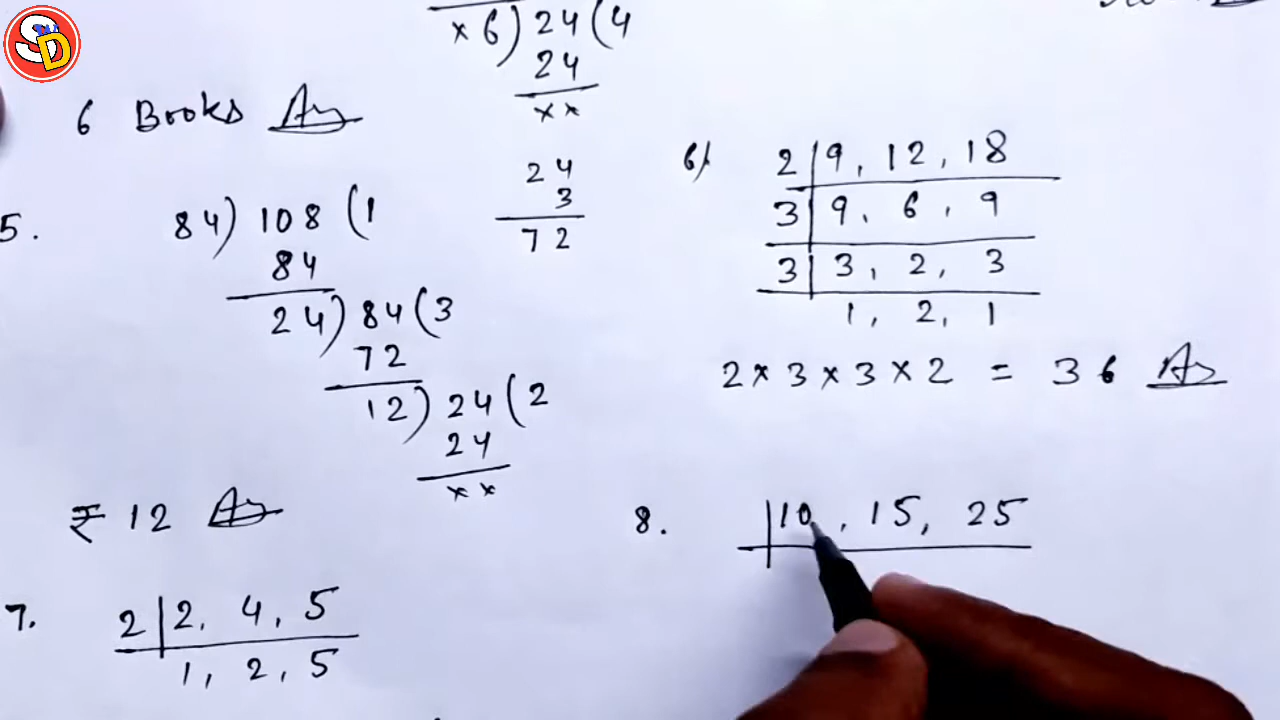 SD
x 6) 24 (4
24
x x
6 Books Ans
24
3
72
5. 84) 108 (1
84
24) 84 (3
72
12) 24 (2
24
x x
₹ 12 Ans
7. 2 | 2, 4, 5
1, 2, 5
6) 2 | 9, 12, 18
3 | 9, 6, 9
3 | 3, 2, 3
1, 2, 1
2 × 3 × 3 × 2 = 36 Ans
8. | 10, 15, 25